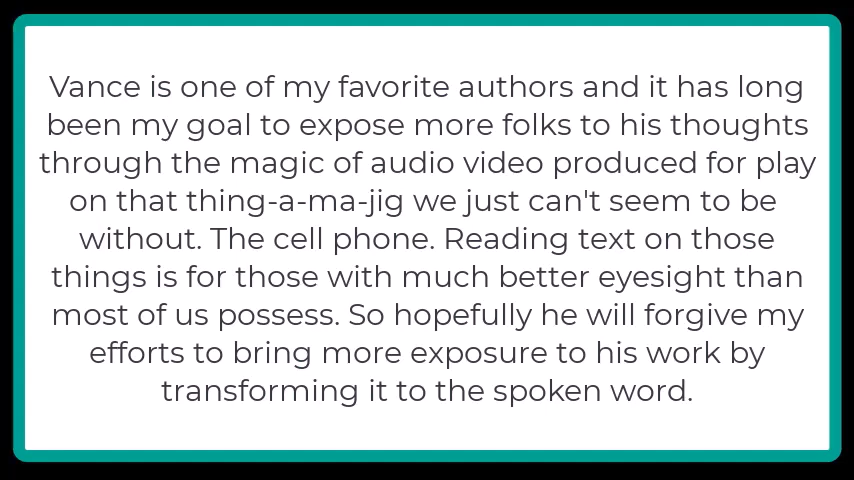 Vance is one of my favorite authors and it has long
been my goal to expose more folks to his thoughts
through the magic of audio video produced for play
on that thing-a-ma-jig we just can't seem to be
without. The cell phone. Reading text on those
things is for those with much better eyesight than
most of us possess. So hopefully he will forgive my
efforts to bring more exposure to his work by
transforming it to the spoken word.